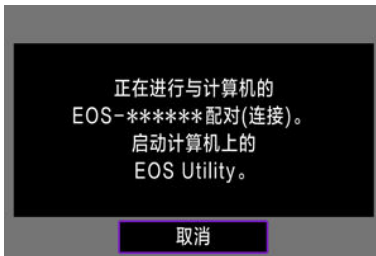 正在进行与计算机的
EOS-******配对(连接)。
启动计算机上的
EOS Utility。
取消